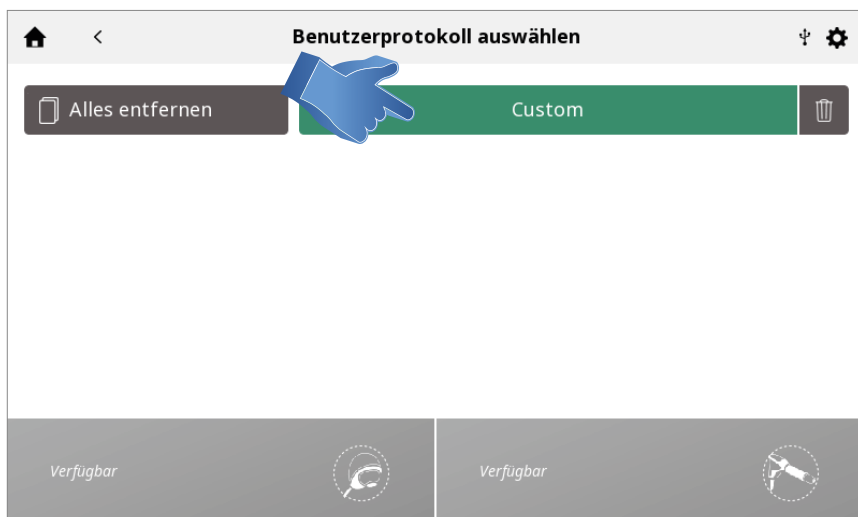 Benutzerprotokoll auswählen
Alles entfernen
Custom
Verfügbar
Verfügbar